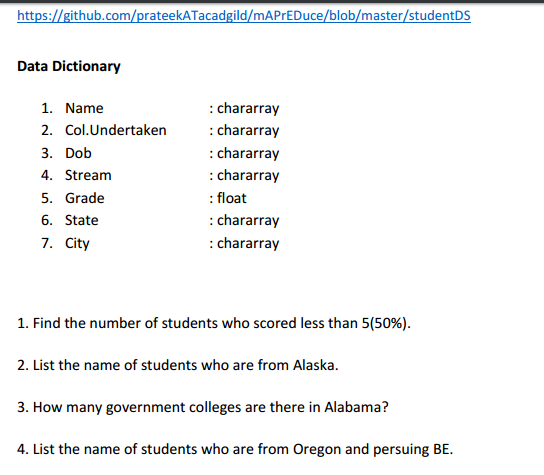 https://github.com/prateekATacadgild/mAPrEDuce/blob/master/studentDS
Data Dictionary
1. Name : chararray
2. Col.Undertaken : chararray
3. Dob : chararray
4. Stream : chararray
5. Grade : float
6. State : chararray
7. City : chararray
1. Find the number of students who scored less than 5(50%).
2. List the name of students who are from Alaska.
3. How many government colleges are there in Alabama?
4. List the name of students who are from Oregon and persuing BE.